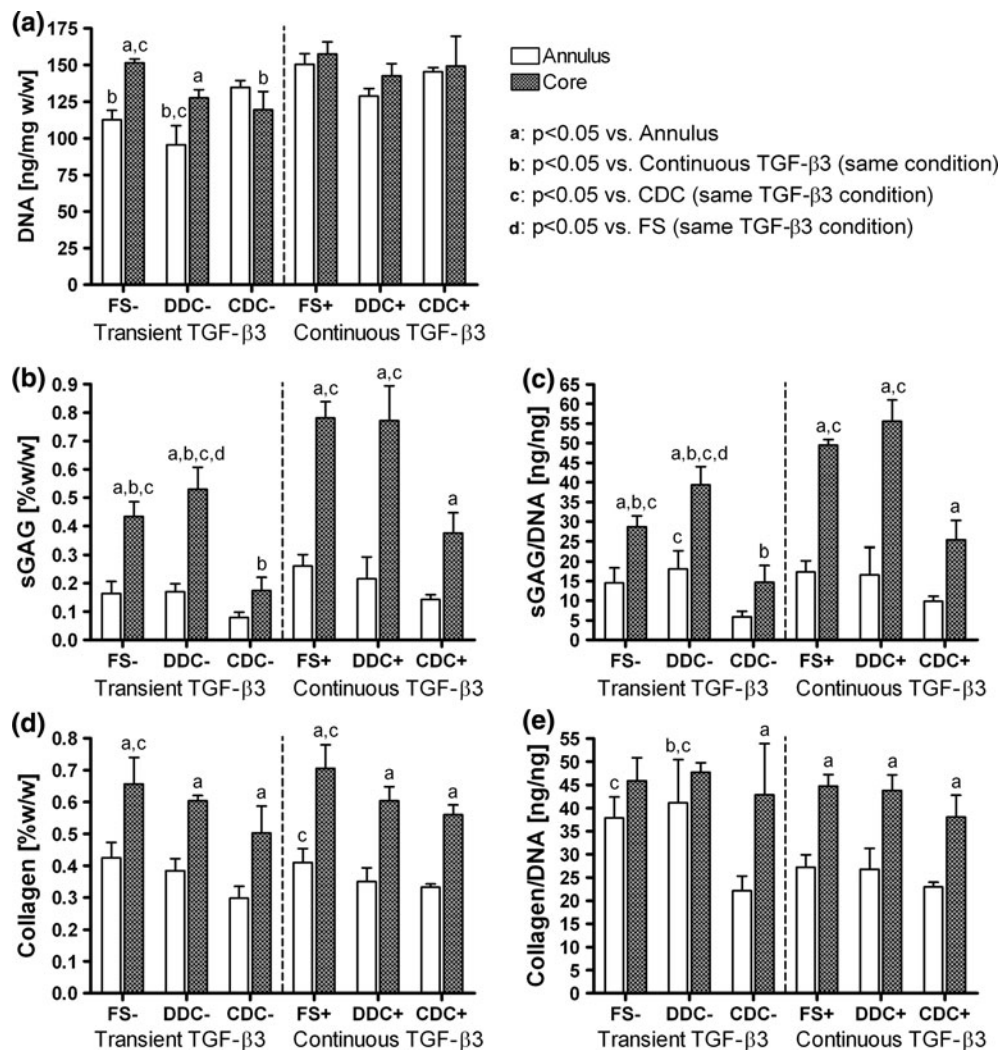 (a)
DNA [ng/mg w/w]
175
150
125
100
75
50
25
0
b
a,c
b,c
a
b
FS-
DDC-
CDC-
FS+
DDC+
CDC+
Transient TGF-β3
Continuous TGF-β3
Annulus
Core
a: p<0.05 vs. Annulus
b: p<0.05 vs. Continuous TGF-β3 (same condition)
c: p<0.05 vs. CDC (same TGF-β3 condition)
d: p<0.05 vs. FS (same TGF-β3 condition)
(b)
sGAG [%w/w]
0.9
0.8
0.7
0.6
0.5
0.4
0.3
0.2
0.1
0.0
a,b,c
a,b,c,d
b
a,c
a,c
a
FS-
DDC-
CDC-
FS+
DDC+
CDC+
Transient TGF-β3
Continuous TGF-β3
(c)
sGAG/DNA [ng/ng]
65
60
55
50
45
40
35
30
25
20
15
10
5
0
a,b,c
c
a,b,c,d
b
a,c
a,c
a
FS-
DDC-
CDC-
FS+
DDC+
CDC+
Transient TGF-β3
Continuous TGF-β3
(d)
Collagen [%w/w]
0.8
0.7
0.6
0.5
0.4
0.3
0.2
0.1
0.0
a,c
a
a
c
a,c
a
a
FS-
DDC-
CDC-
FS+
DDC+
CDC+
Transient TGF-β3
Continuous TGF-β3
(e)
Collagen/DNA [ng/ng]
55
50
45
40
35
30
25
20
15
10
5
0
c
b,c
a
a
a
a
FS-
DDC-
CDC-
FS+
DDC+
CDC+
Transient TGF-β3
Continuous TGF-β3